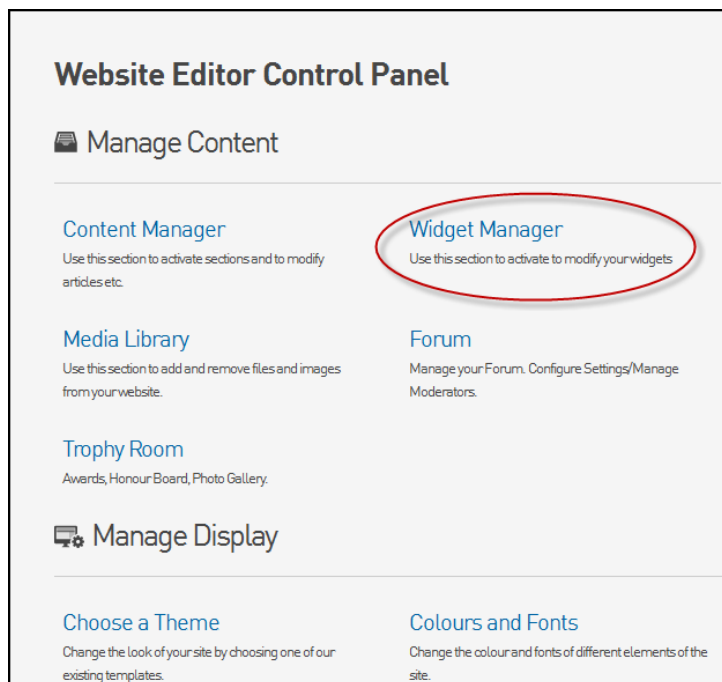 Website Editor Control Panel
Manage Content
Content Manager
Use this section to activate sections and to modify
articles etc.
Widget Manager
Use this section to activate to modify your widgets
Media Library
Use this section to add and remove files and images
from your website.
Forum
Manage your Forum. Configure Settings/Manage
Moderators.
Trophy Room
Awards, Honour Board, Photo Gallery.
Manage Display
Choose a Theme
Change the look of your site by choosing one of our
existing templates.
Colours and Fonts
Change the colour and fonts of different elements of the
site.